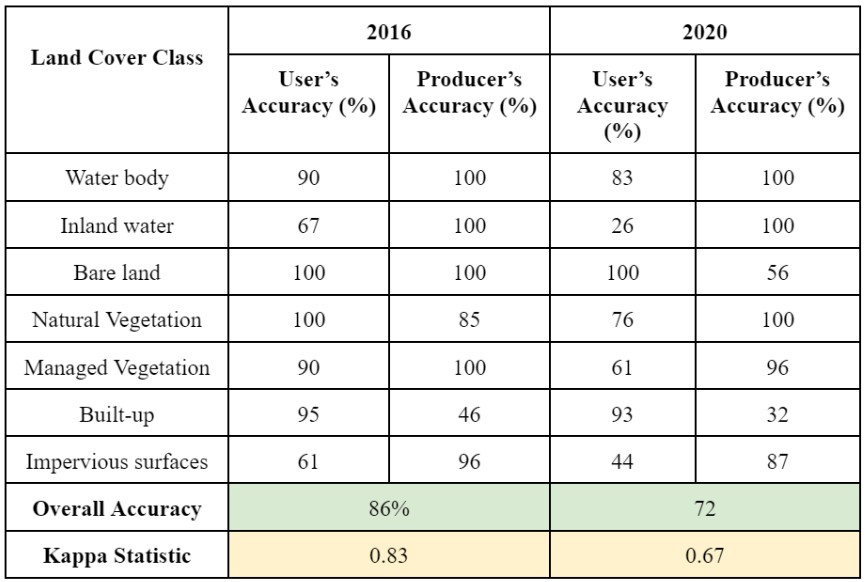 Land Cover Class
2016
2020
User's
Accuracy (%)
Producer's
Accuracy (%)
User's
Accuracy
(%)
Producer's
Accuracy (%)
Water body 90 100 83 100
Inland water 67 100 26 100
Bare land 100 100 100 56
Natural Vegetation 100 85 76 100
Managed Vegetation 90 100 61 96
Built-up 95 46 93 32
Impervious surfaces 61 96 44 87
Overall Accuracy 86% 72
Kappa Statistic 0.83 0.67